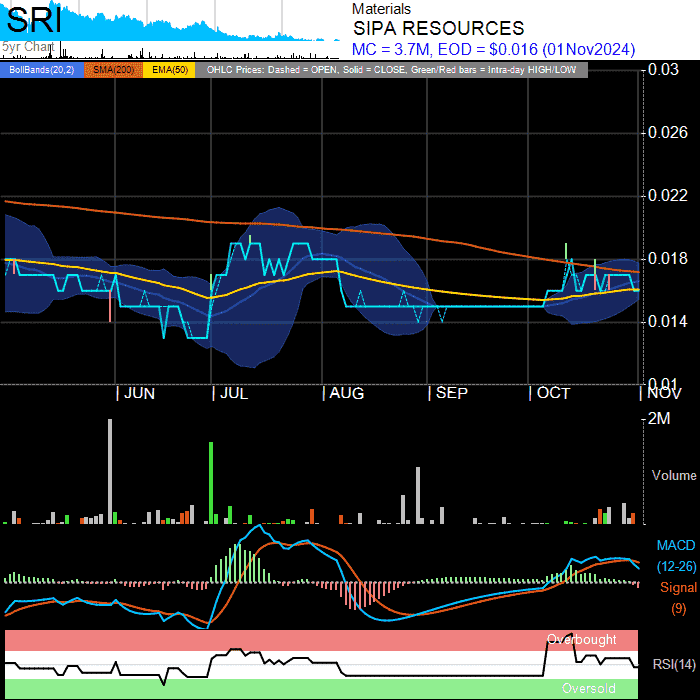 SRI
5yr Chart
Materials
SIPA RESOURCES
MC = 3.7M, EOD = $0.016 (01Nov2024)
BollBands(20,2) SMA(200) EMA(50) OHLC Prices: Dashed = OPEN, Solid = CLOSE, Green/Red bars = Intra-day HIGH/LOW
0.03
0.026
0.022
0.018
0.014
0.01
JUN JUL AUG SEP OCT NOV
2M
Volume
MACD
(12-26)
Signal
(9)
Overbought
RSI(14)
Oversold